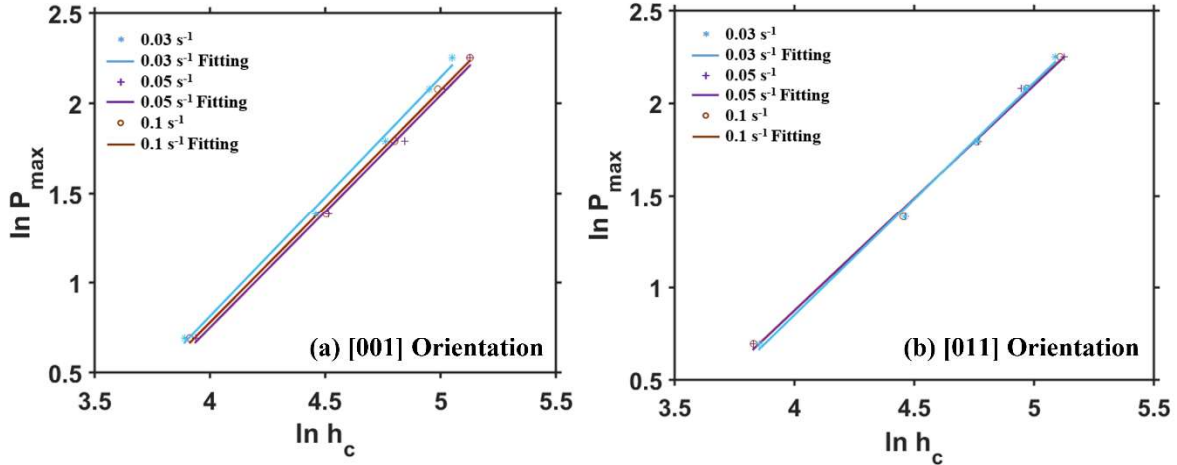 0.03 s⁻¹
0.03 s⁻¹ Fitting
0.05 s⁻¹
0.05 s⁻¹ Fitting
0.1 s⁻¹
0.1 s⁻¹ Fitting
2.5
2
1.5
1
0.5
ln P_max
3.5 4 4.5 5 5.5
ln h_c
(a) [001] Orientation
0.03 s⁻¹
0.03 s⁻¹ Fitting
0.05 s⁻¹
0.05 s⁻¹ Fitting
0.1 s⁻¹
0.1 s⁻¹ Fitting
2.5
2
1.5
1
0.5
ln P_max
3.5 4 4.5 5 5.5
ln h_c
(b) [011] Orientation